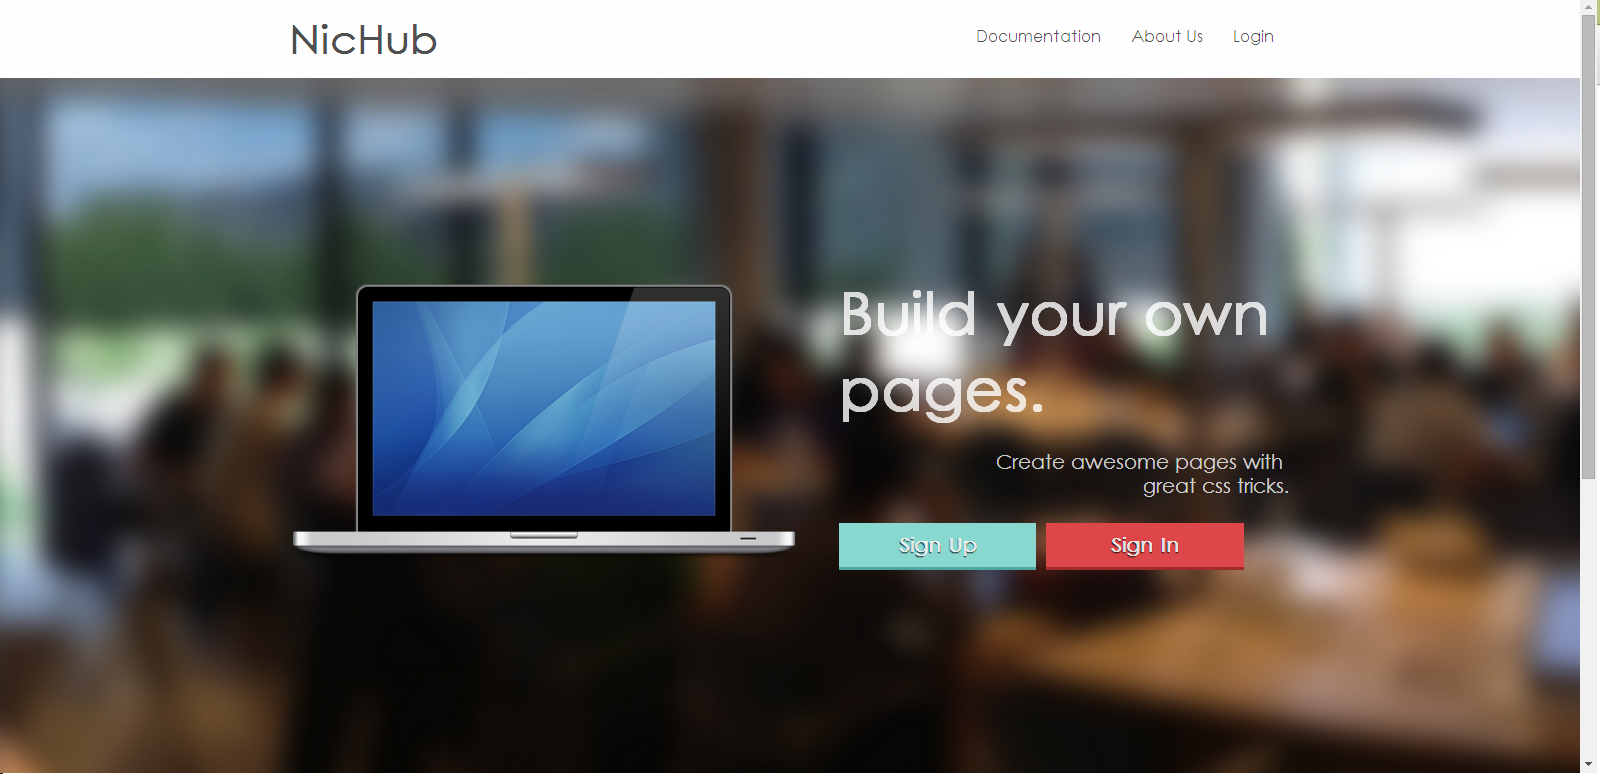 NicHub
Documentation About Us Login
Build your own
pages.
Create awesome pages with
great css tricks.
Sign Up Sign In